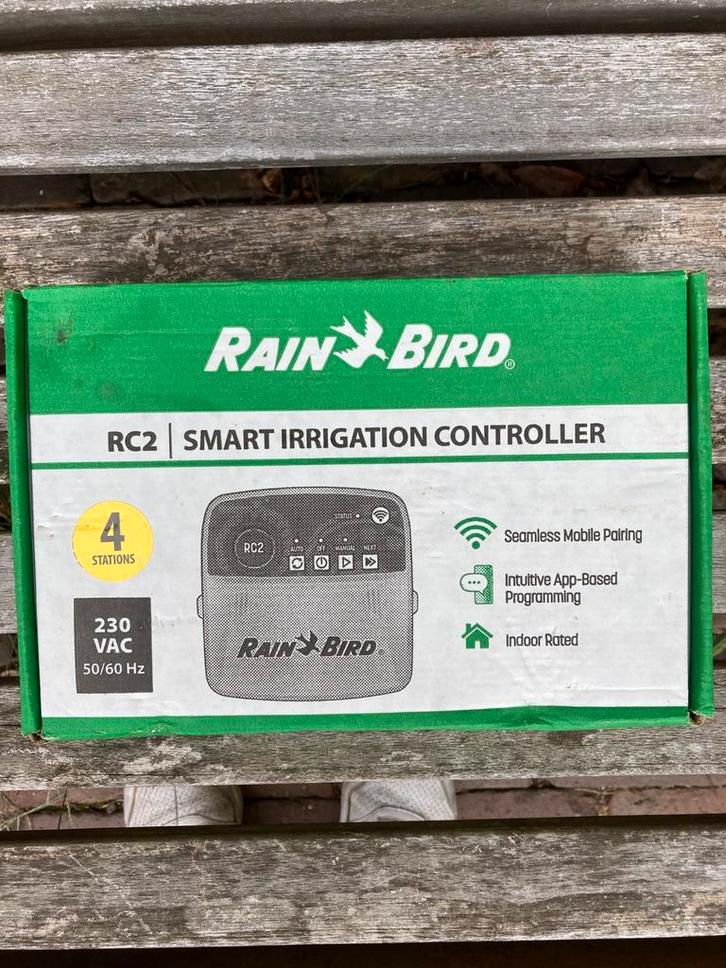 RAIN BIRD®
RC2 | SMART IRRIGATION CONTROLLER
4
STATIONS
230
VAC
50/60 Hz
STATUS
RC2
AUTO OFF MANUAL NEXT
RAIN BIRD®
Seamless Mobile Pairing
Intuitive App-Based
Programming
Indoor Rated